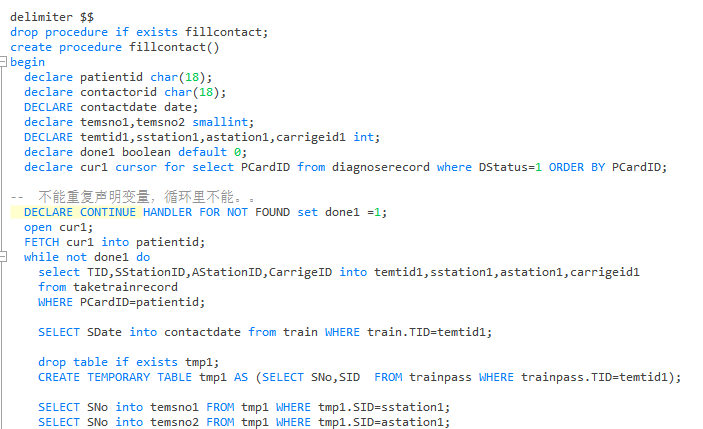 delimiter $$
drop procedure if exists fillcontact;
create procedure fillcontact()
begin
declare patientid char(18);
declare contactorid char(18);
DECLARE contactdate date;
declare temsno1,temsno2 smallint;
DECLARE temtid1,sstation1,astation1,carrigeid1 int;
declare done1 boolean default 0;
declare cur1 cursor for select PCardID from diagnoserecord where DStatus=1 ORDER BY PCardID;
-- 不能重复声明变量，循环里不能。。
DECLARE CONTINUE HANDLER FOR NOT FOUND set done1 =1;
open cur1;
FETCH cur1 into patientid;
while not done1 do
select TID,SStationID,AStationID,CarrigeID into temtid1,sstation1,astation1,carrigeid1
from taketrainrecord
WHERE PCardID=patientid;
SELECT SDate into contactdate from train WHERE train.TID=temtid1;
drop table if exists tmp1;
CREATE TEMPORARY TABLE tmp1 AS (SELECT SNo,SID  FROM trainpass WHERE trainpass.TID=temtid1);
SELECT SNo into temsno1 FROM tmp1 WHERE tmp1.SID=sstation1;
SELECT SNo into temsno2 FROM tmp1 WHERE tmp1.SID=astation1;